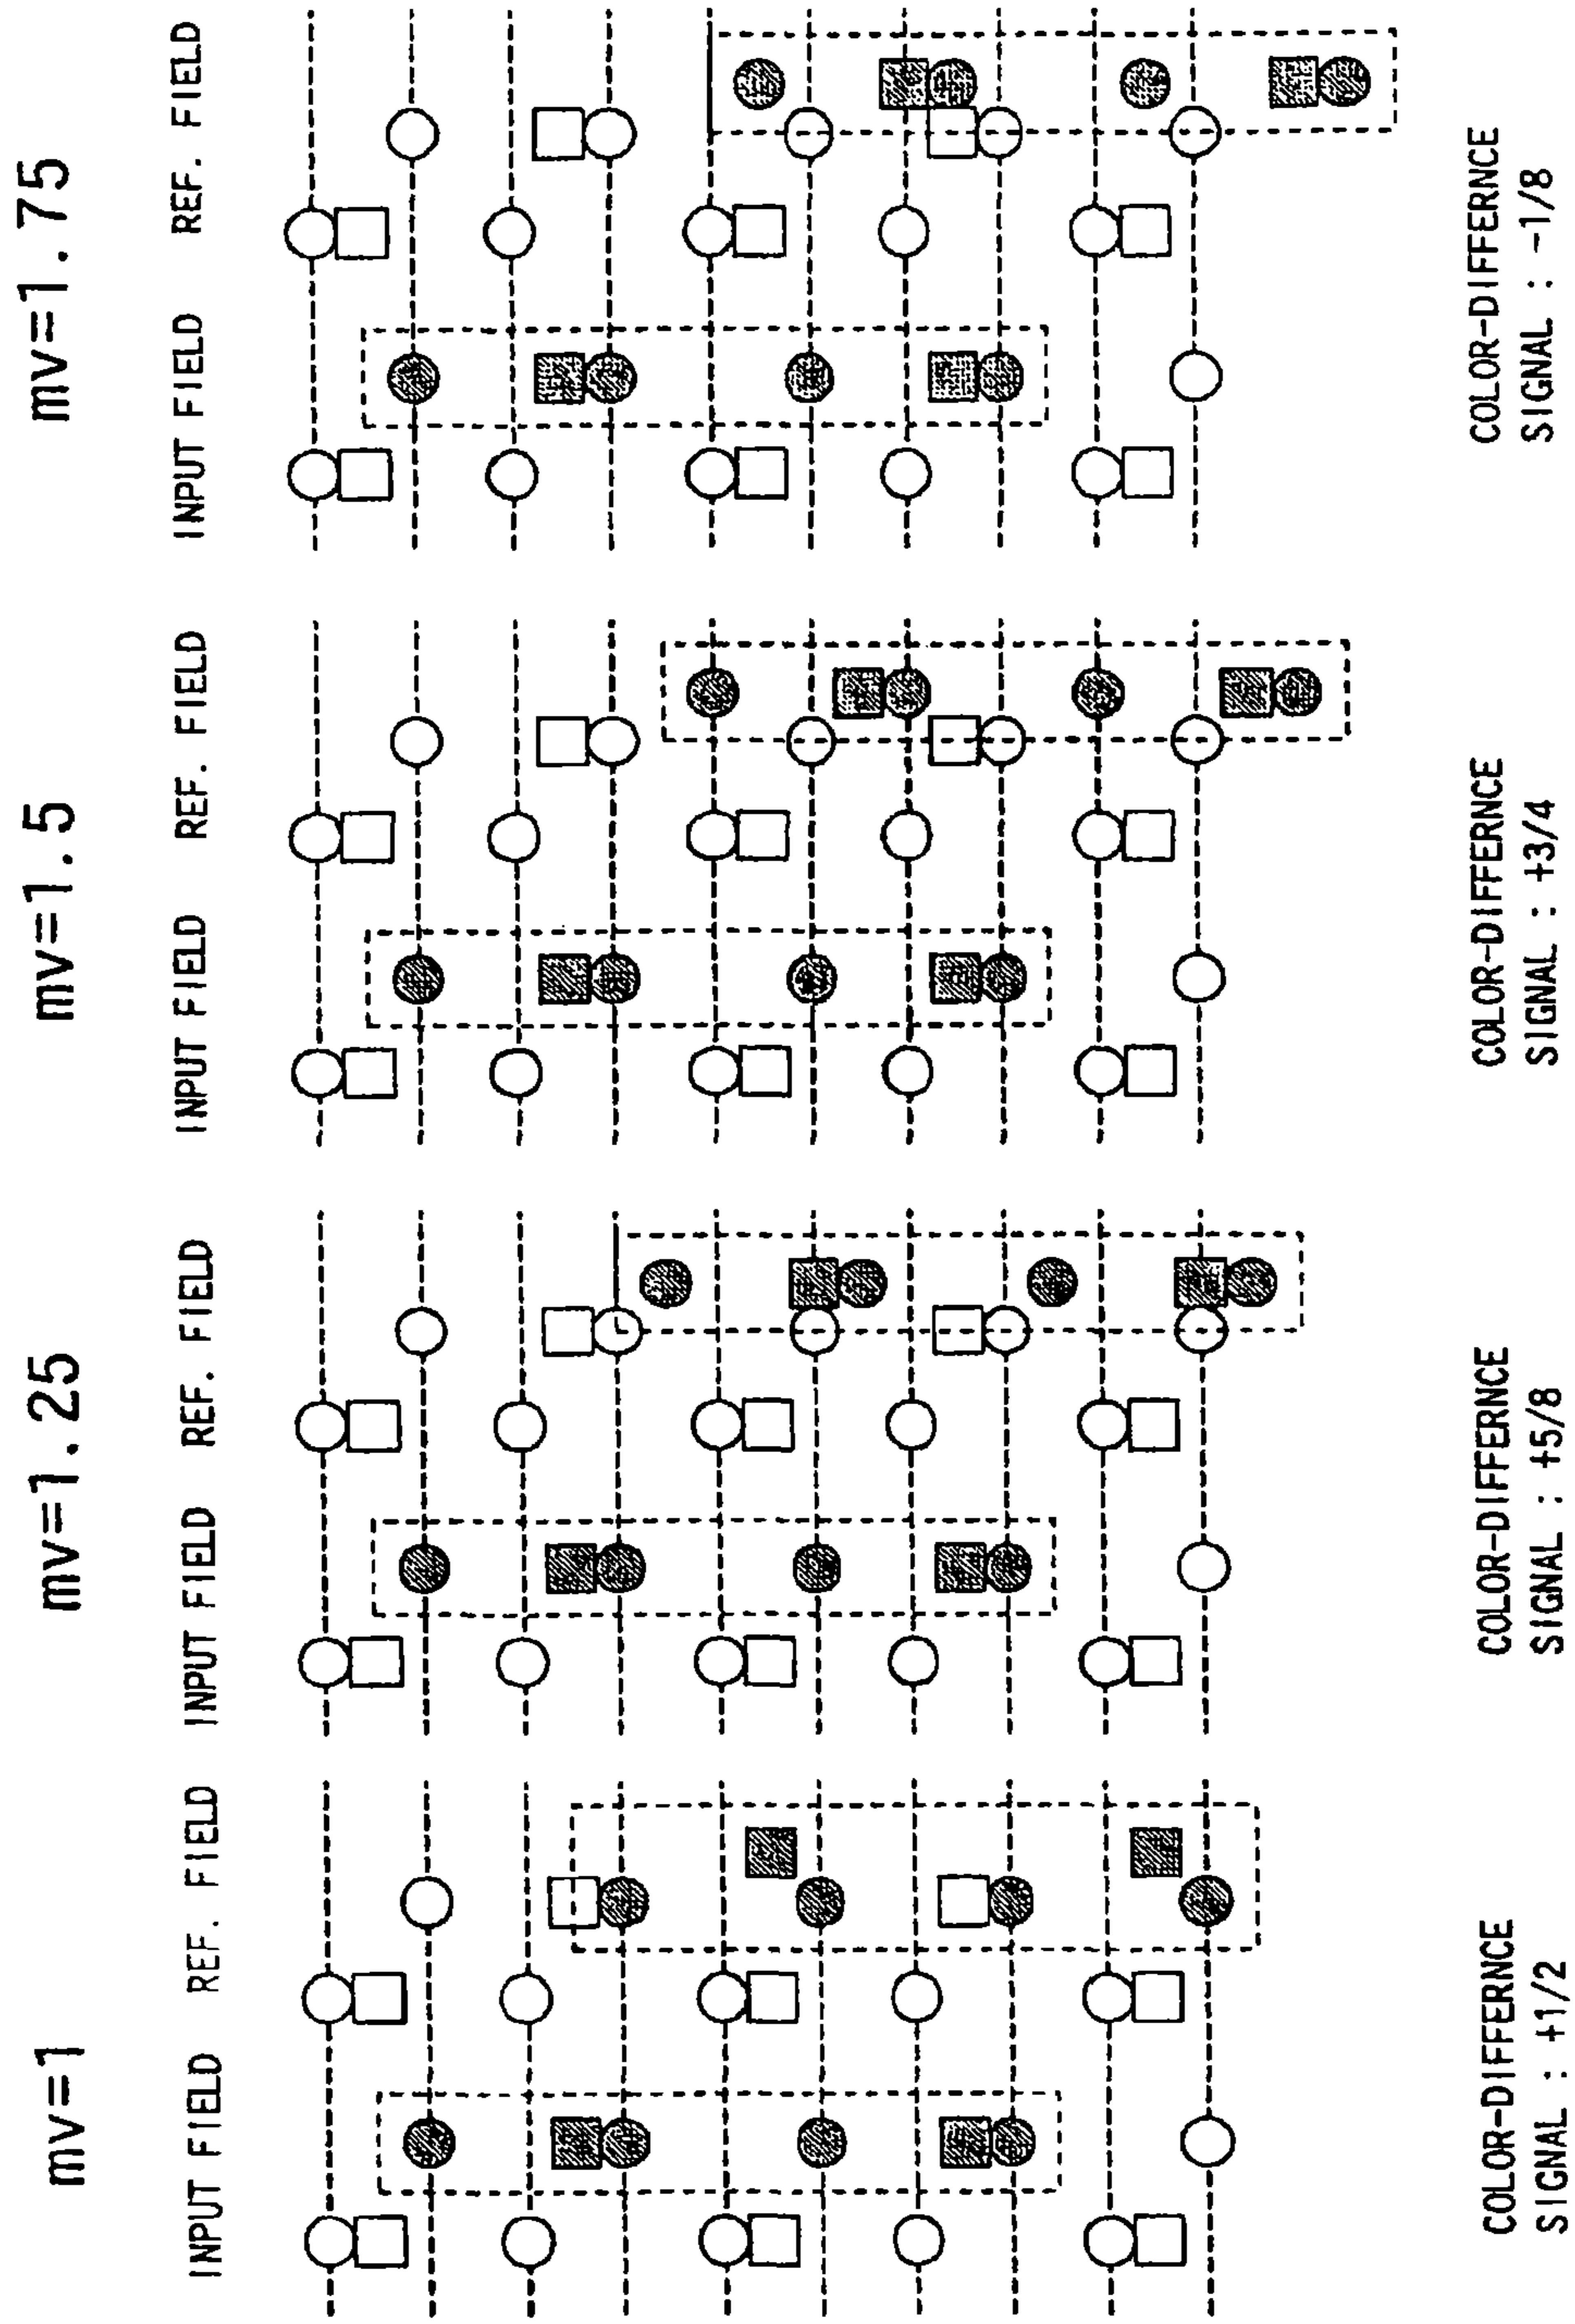 mv=1
INPUT FIELD REF. FIELD
COLOR-DIFFERNCE
SIGNAL : +1/2
mv=1.25
INPUT FIELD REF. FIELD
COLOR-DIFFERNCE
SIGNAL : +5/8
mv=1.5
INPUT FIELD REF. FIELD
COLOR-DIFFERNCE
SIGNAL : +3/4
mv=1.75
INPUT FIELD REF. FIELD
COLOR-DIFFERNCE
SIGNAL : -1/8